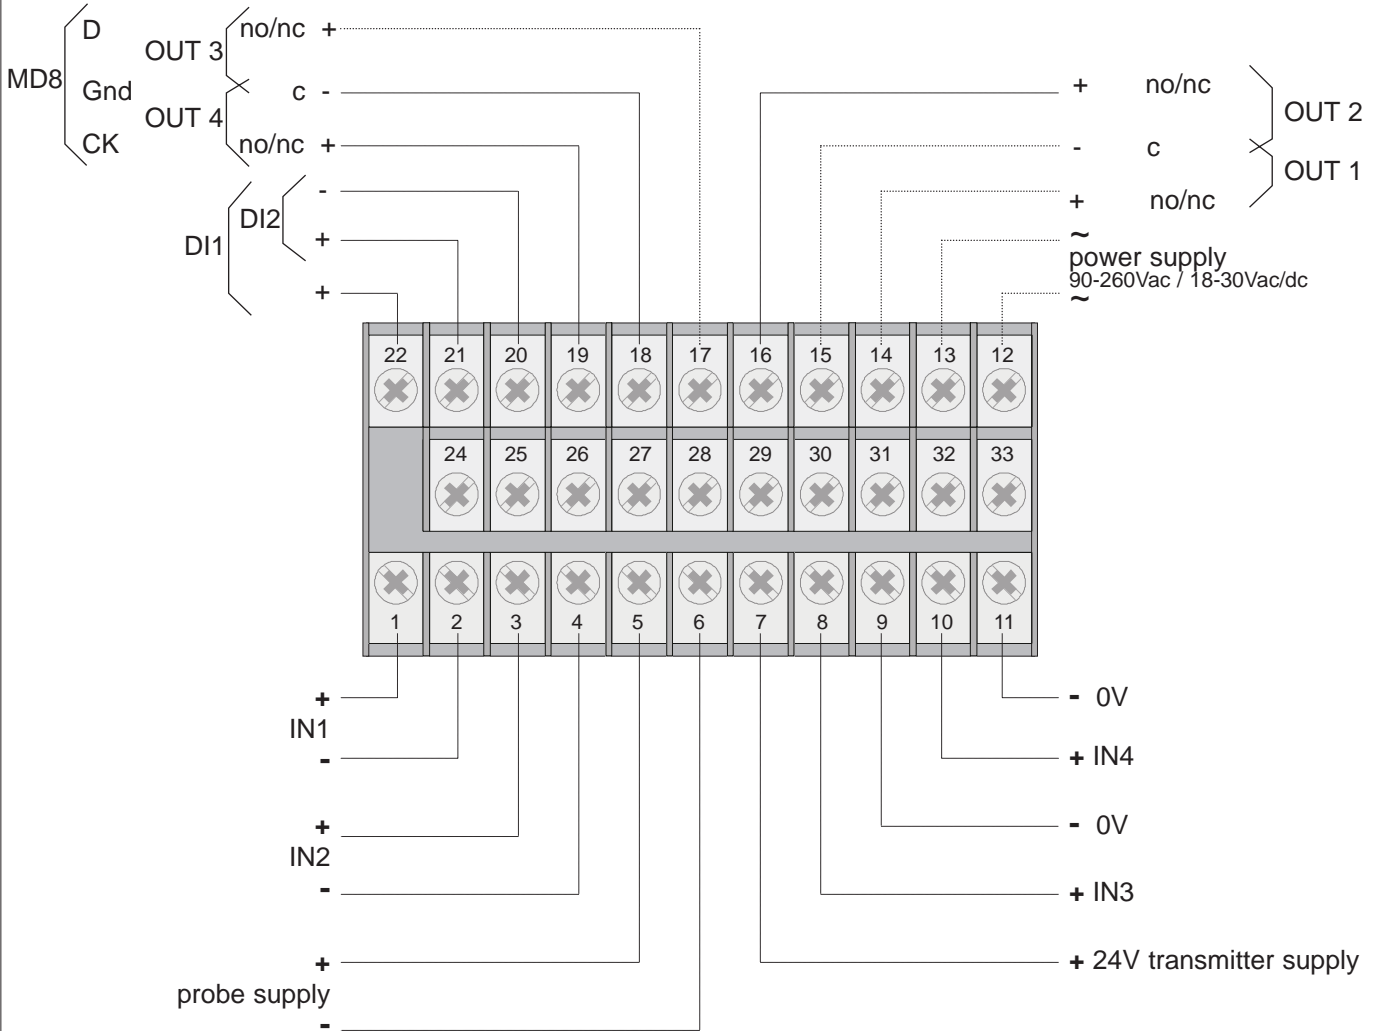 D OUT 3 no/nc +
MD8 Gnd c -
OUT 4
CK no/nc +
-
DI2
DI1 +
+
+ no/nc
OUT 2
- c
OUT 1
+ no/nc
~
power supply
90-260Vac / 18-30Vac/dc
~
22 21 20 19 18 17 16 15 14 13 12
24 25 26 27 28 29 30 31 32 33
1 2 3 4 5 6 7 8 9 10 11
+
IN1
-
+
IN2
-
+
probe supply
-
- 0V
+ IN4
- 0V
+ IN3
+ 24V transmitter supply